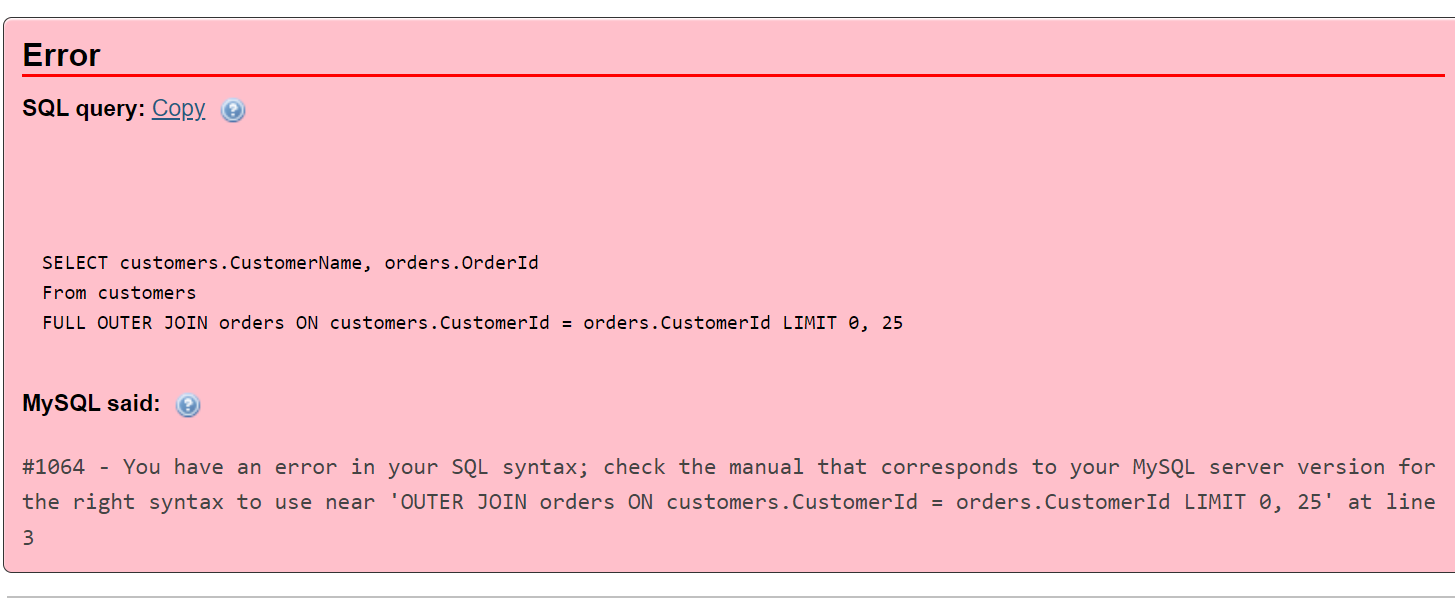 Error
SQL query: Copy
SELECT customers.CustomerName, orders.OrderId
From customers
FULL OUTER JOIN orders ON customers.CustomerId = orders.CustomerId LIMIT 0, 25
MySQL said:
#1064 - You have an error in your SQL syntax; check the manual that corresponds to your MySQL server version for
the right syntax to use near 'OUTER JOIN orders ON customers.CustomerId = orders.CustomerId LIMIT 0, 25' at line
3